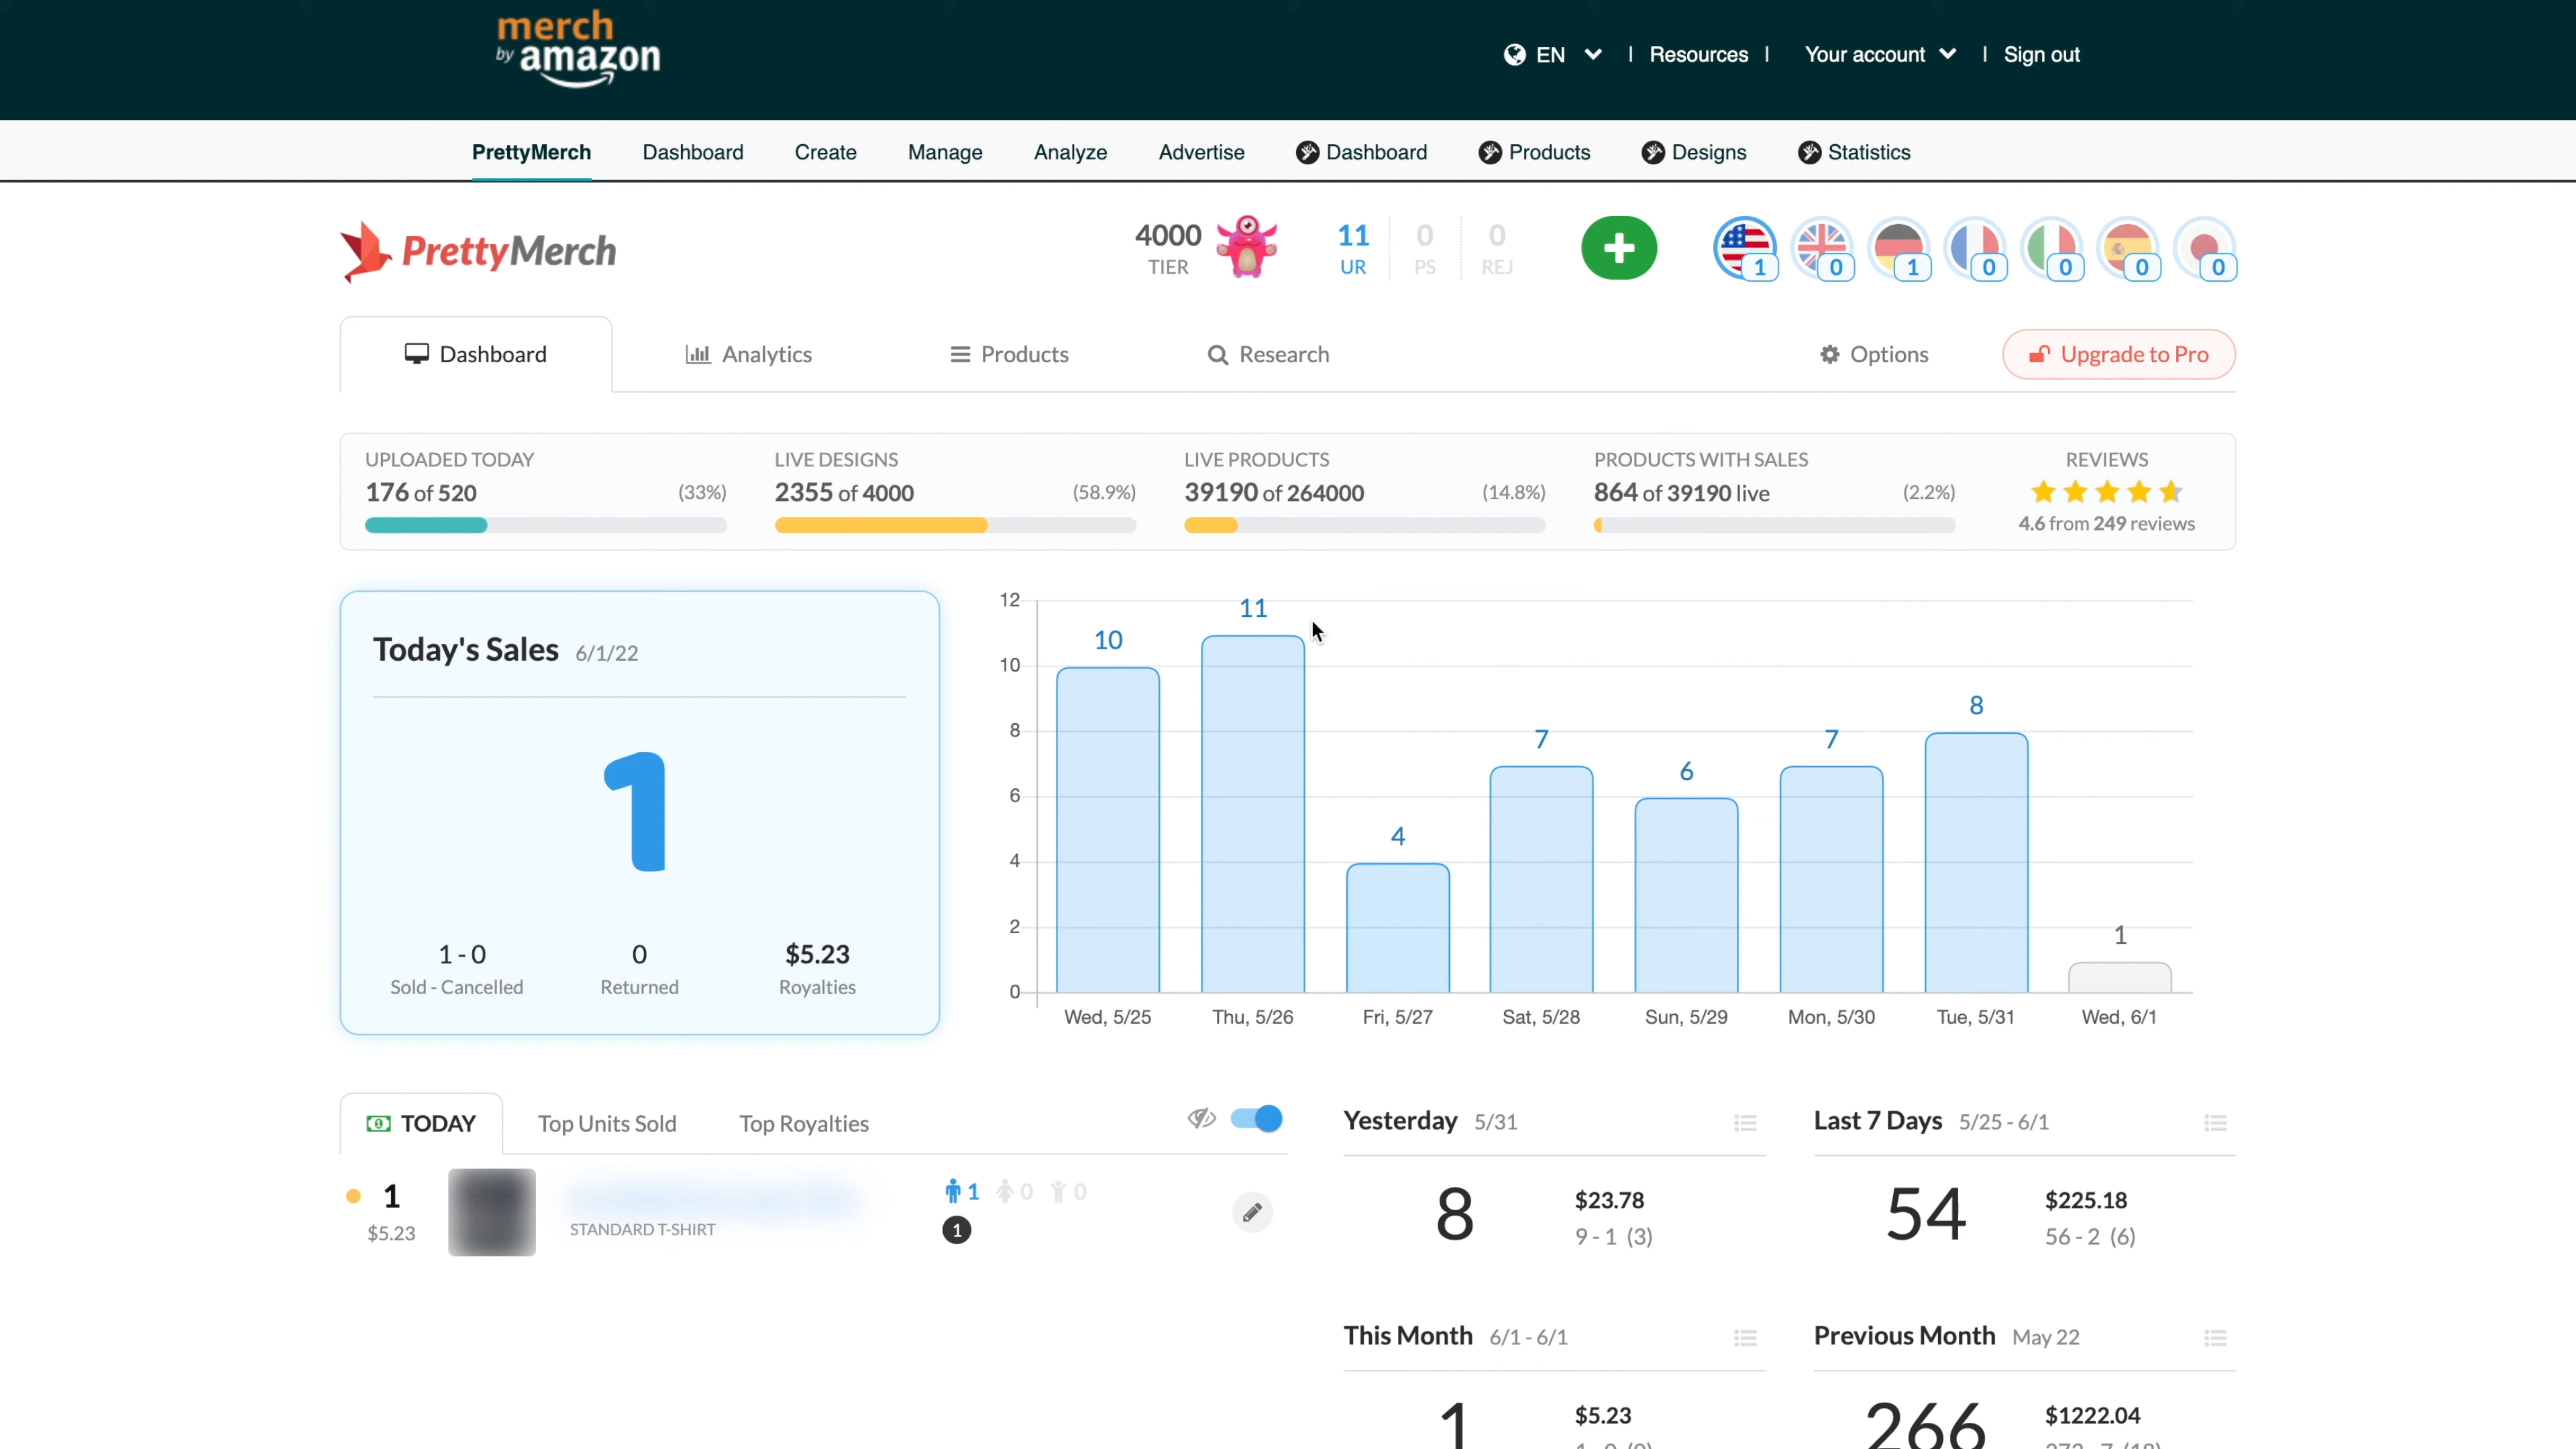 merch
by amazon
EN | Resources | Your account | Sign out
PrettyMerch Dashboard Create Manage Analyze Advertise Dashboard Products Designs Statistics
PrettyMerch
4000 11 0 0
TIER UR PS REJ
1 0 1 0 0 0 0
Dashboard Analytics Products Research Options Upgrade to Pro
UPLOADED TODAY LIVE DESIGNS LIVE PRODUCTS PRODUCTS WITH SALES REVIEWS
176 of 520 (33%) 2355 of 4000 (58.9%) 39190 of 264000 (14.8%) 864 of 39190 live (2.2%)
4.6 from 249 reviews
Today's Sales 6/1/22
1
1 - 0 0 $5.23
Sold - Cancelled Returned Royalties
12
10
8
6
4
2
0
10 11 4 7 6 7 8 1
Wed, 5/25 Thu, 5/26 Fri, 5/27 Sat, 5/28 Sun, 5/29 Mon, 5/30 Tue, 5/31 Wed, 6/1
TODAY Top Units Sold Top Royalties
1 1 0 0
$5.23 STANDARD T-SHIRT 1
Yesterday 5/31
8 $23.78
9 - 1 (3)
Last 7 Days 5/25 - 6/1
54 $225.18
56 - 2 (6)
This Month 6/1 - 6/1
1 $5.23
Previous Month May 22
266 $1222.04